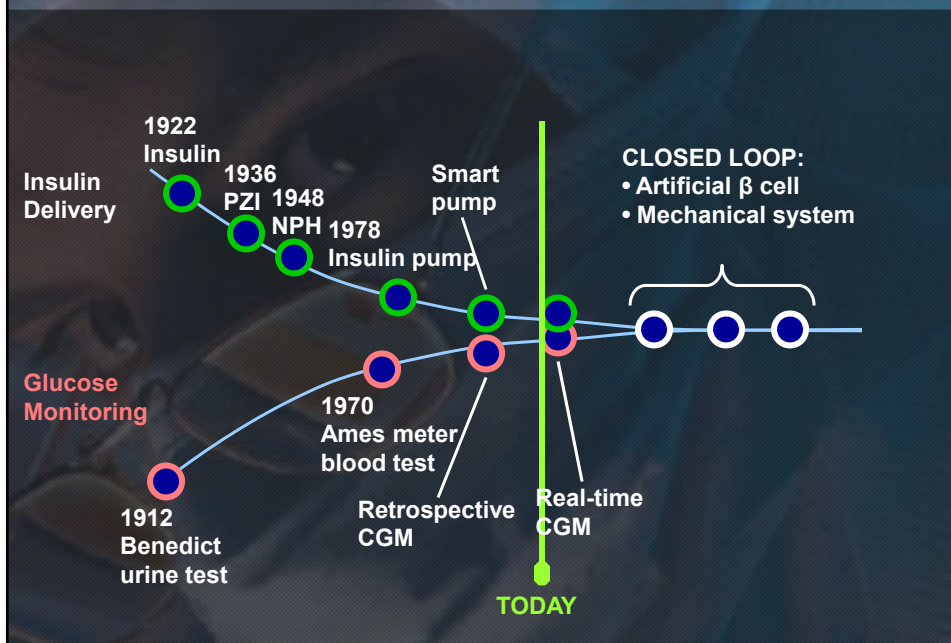 1922
Insulin
1936
PZI
1948
NPH
1978
Insulin pump
Smart
pump
CLOSED LOOP:
• Artificial β cell
• Mechanical system
Insulin
Delivery
Glucose
Monitoring
1970
Ames meter
blood test
1912
Benedict
urine test
Retrospective
CGM
Real-time
CGM
TODAY